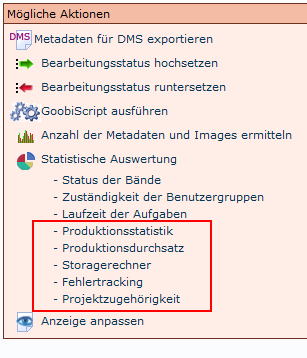 Mögliche Aktionen
DMS Metadaten für DMS exportieren
Bearbeitungsstatus hochsetzen
Bearbeitungsstatus runtersetzen
GoobiScript ausführen
Anzahl der Metadaten und Images ermitteln
Statistische Auswertung
- Status der Bände
- Zuständigkeit der Benutzergruppen
- Laufzeit der Aufgaben
- Produktionsstatistik
- Produktionsdurchsatz
- Storagerechner
- Fehlertracking
- Projektzugehörigkeit
Anzeige anpassen